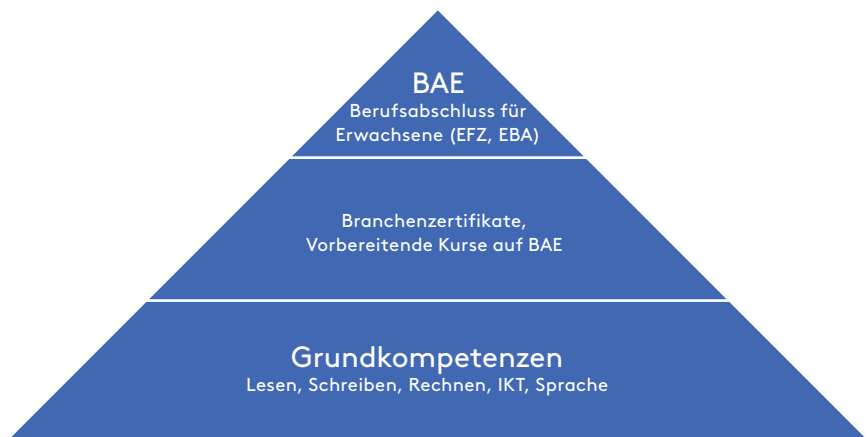 BAE
Berufsabschluss für
Erwachsene (EFZ, EBA)
Branchenzertifikate,
Vorbereitende Kurse auf BAE
Grundkompetenzen
Lesen, Schreiben, Rechnen, IKT, Sprache